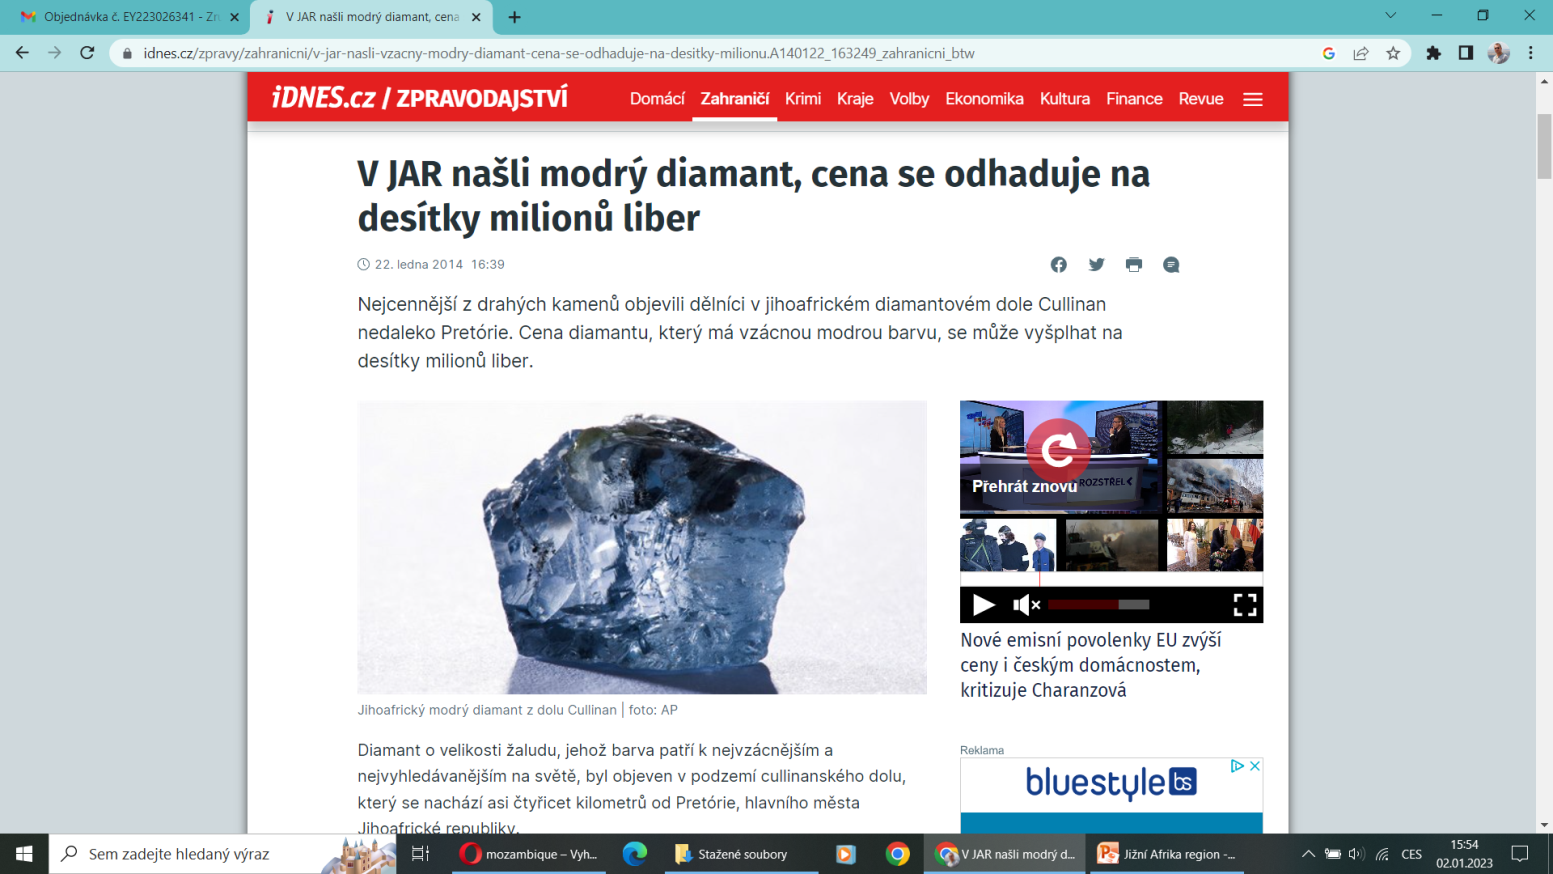 Objednávka č. EY223026341 - Zn
V JAR našli modrý diamant, cena
idnes.cz/zpravy/zahranicni/v-jar-nasli-vzacny-modry-diamant-cena-se-odhaduje-na-desitky-milionu.A140122_163249_zahranicni_btw
iDNES.cz / ZPRAVODAJSTVÍ
Domácí Zahraničí Krimi Kraje Volby Ekonomika Kultura Finance Revue
V JAR našli modrý diamant, cena se odhaduje na
desítky milionů liber
22. ledna 2014 16:39
Nejcennější z drahých kamenů objevili dělníci v jihoafrickém diamantovém dole Cullinan
nedaleko Pretórie. Cena diamantu, který má vzácnou modrou barvu, se může vyšplhat na
desítky milionů liber.
Přehrát znovu
ROZSTŘEL
Nové emisní povolenky EU zvýší
ceny i českým domácnostem,
kritizuje Charanzová
Jihoafrický modrý diamant z dolu Cullinan | foto: AP
Diamant o velikosti žaludu, jehož barva patří k nejvzácnějším a
nejvyhledávanějším na světě, byl objeven v podzemí cullinanského dolu,
který se nachází asi čtyřicet kilometrů od Pretórie, hlavního města
Jihoafrické republiky.
Reklama
bluestyle bs
Sem zadejte hledaný výraz
mozambique – Vyh...
Stažené soubory
V JAR našli modrý d...
Jižní Afrika region -...
CES
15:54
02.01.2023